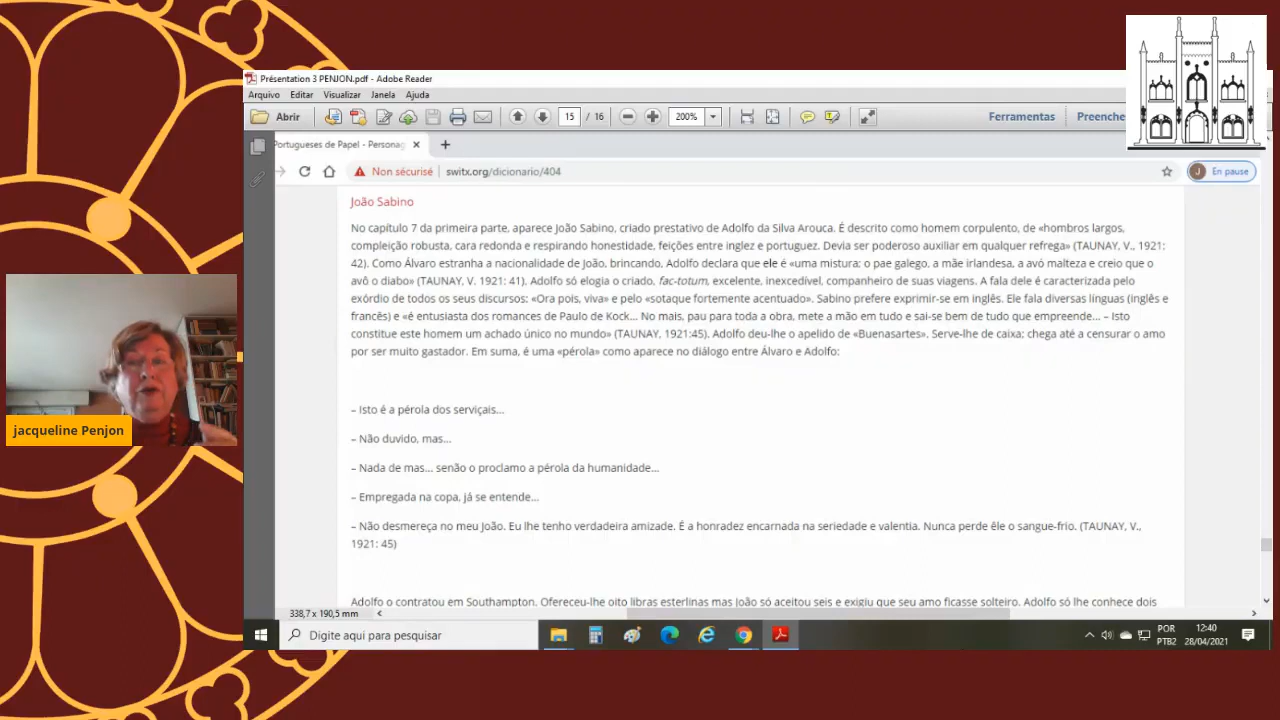 Présentation 3 PENJON.pdf - Adobe Reader
Arquivo Editar Visualizar Janela Ajuda
Abrir 15 / 16 200% Ferramentas Preenche
Portugueses de Papel - Personag
Non sécurisé switx.org/dicionario/404 J En pause
João Sabino
No capítulo 7 da primeira parte, aparece João Sabino, criado prestativo de Adolfo da Silva Arouca. É descrito como homem corpulento, de «hombros largos,
compleição robusta, cara redonda e respirando honestidade, feições entre inglez e portuguez. Devia ser poderoso auxiliar em qualquer refrega» (TAUNAY, V., 1921:
42). Como Álvaro estranha a nacionalidade de João, brincando, Adolfo declara que ele é «uma mistura: o pae galego, a mãe irlandesa, a avó malteza e creio que o
avô o diabo» (TAUNAY, V. 1921: 41). Adolfo só elogia o criado, fac-totum, excelente, inexcedível, companheiro de suas viagens. A fala dele é caracterizada pelo
exórdio de todos os seus discursos: «Ora pois, viva» e pelo «sotaque fortemente acentuado». Sabino prefere exprimir-se em inglês. Ele fala diversas línguas (inglês e
francês) e «é entusiasta dos romances de Paulo de Kock... No mais, pau para toda a obra, mete a mão em tudo e sai-se bem de tudo que empreende... – Isto
constitue este homem um achado único no mundo» (TAUNAY, 1921:45). Adolfo deu-lhe o apelido de «Buenasartes». Serve-lhe de caixa; chega até a censurar o amo
por ser muito gastador. Em suma, é uma «pérola» como aparece no diálogo entre Álvaro e Adolfo:
– Isto é a pérola dos serviçais...
– Não duvido, mas...
– Nada de mas... senão o proclamo a pérola da humanidade...
– Empregada na copa, já se entende...
– Não desmereça no meu João. Eu lhe tenho verdadeira amizade. É a honradez encarnada na seriedade e valentia. Nunca perde êle o sangue-frio. (TAUNAY, V.,
1921: 45)
Adolfo o contratou em Southampton. Ofereceu-lhe oito libras esterlinas mas João só aceitou seis e exigiu que seu amo ficasse solteiro. Adolfo só lhe conhece dois
338,7 x 190,5 mm
jacqueline Penjon
Digite aqui para pesquisar
POR
PTB2
12:40
28/04/2021